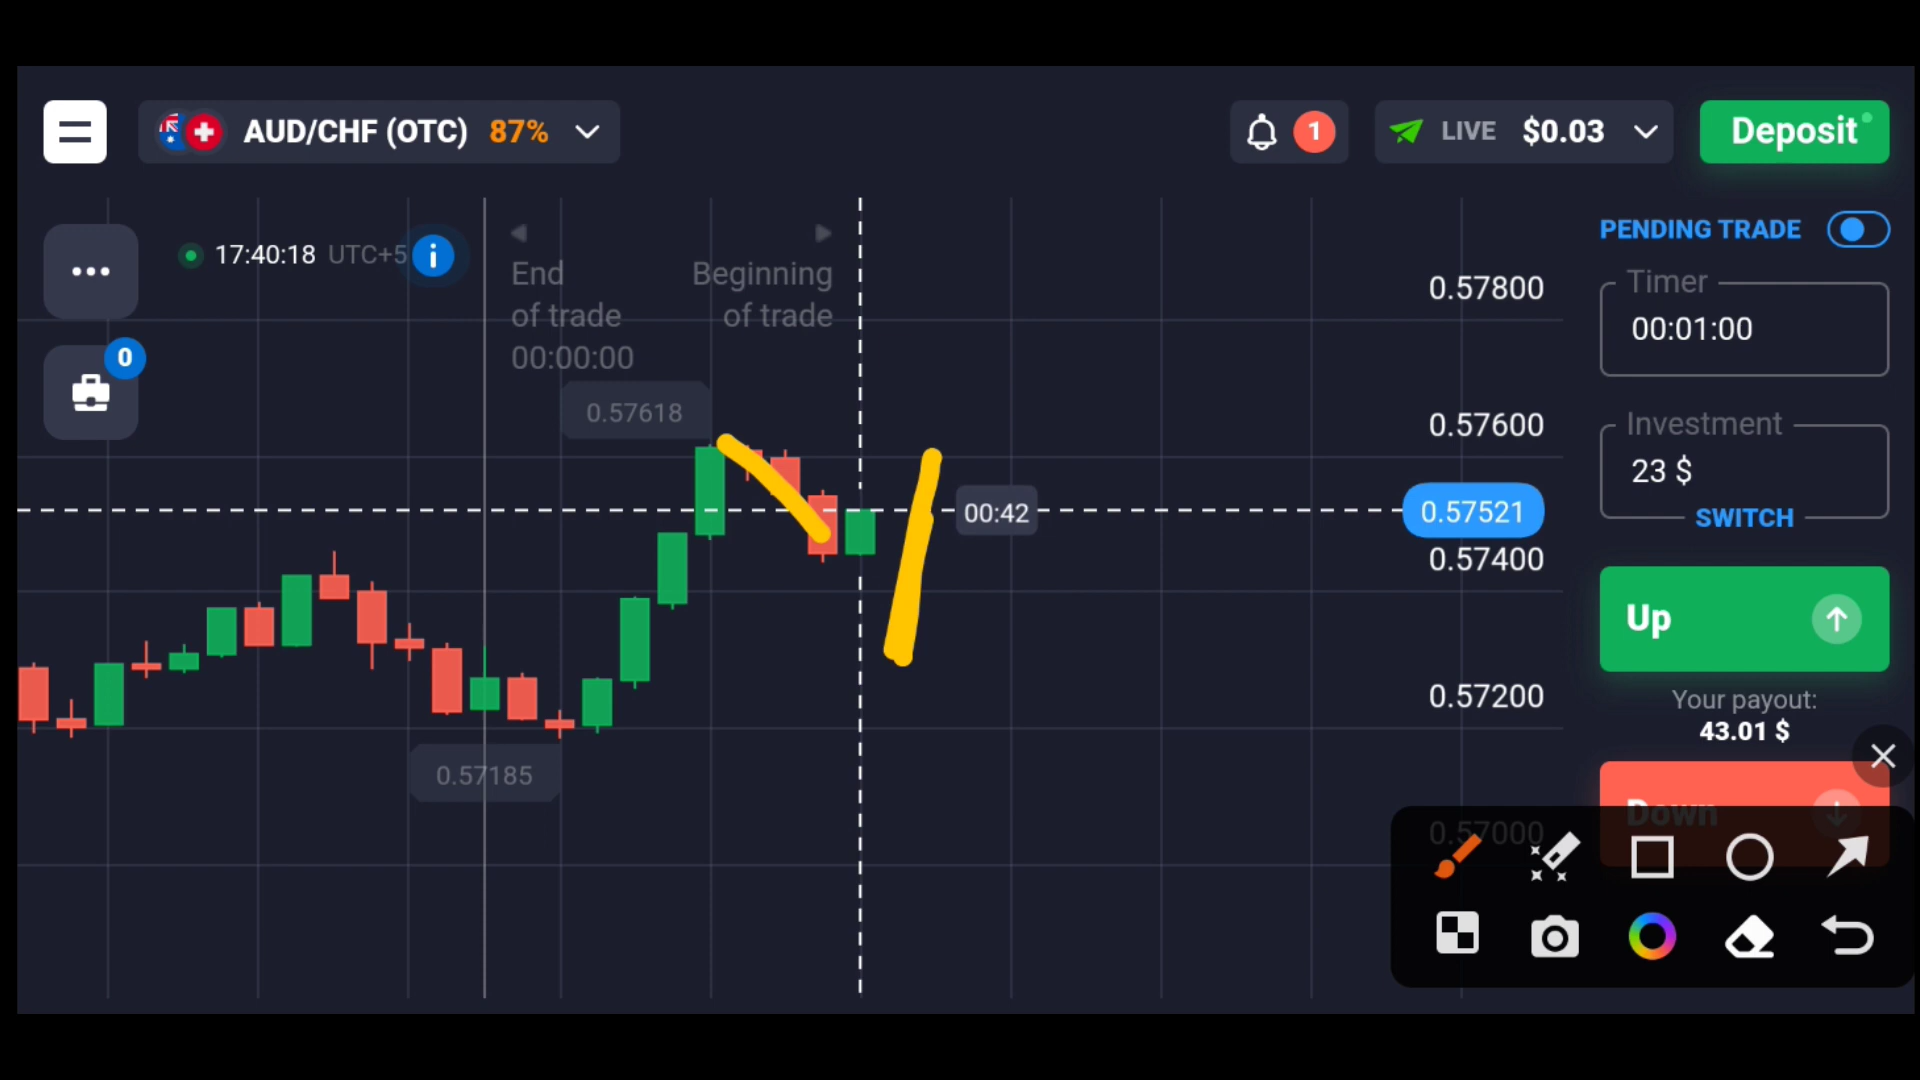 AUD/CHF (OTC) 87%
1
LIVE $0.03
Deposit
17:40:18 UTC+5
i
End
of trade
00:00:00
Beginning
of trade
0
0.57618
00:42
0.57185
0.57800
0.57600
0.57521
0.57400
0.57200
0.57000
PENDING TRADE
Timer
00:01:00
Investment
23 $
SWITCH
Up
Your payout:
43.01 $
Down